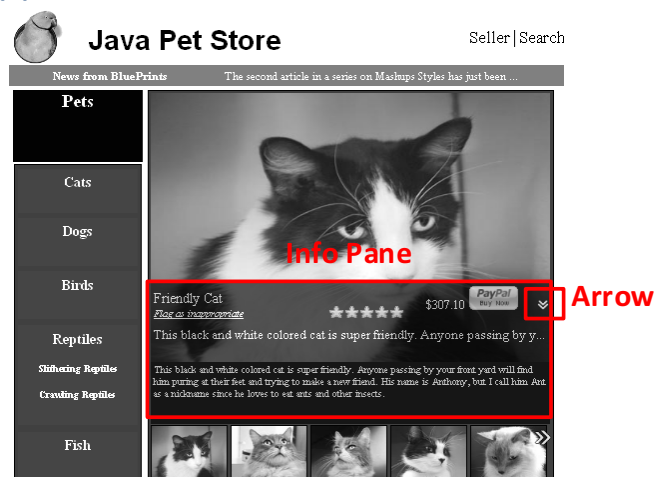 Java Pet Store
Seller|Search
News from BluePrints
The second article in a series on Mashups Styles has just been ...
Pets
Cats
Dogs
Birds
Reptiles
Slithering Reptiles
Crawling Reptiles
Fish
Info Pane
Friendly Cat
Flag as inappropriate
$307.10
PayPal
Buy Now
Arrow
This black and white colored cat is super friendly. Anyone passing by y...
This black and white colored cat is super friendly. Anyone passing by your front yard will find
him puring at their feet and trying to make a new friend. His name is Anthony, but I call him Ant
as a nickname since he loves to eat ants and other insects.